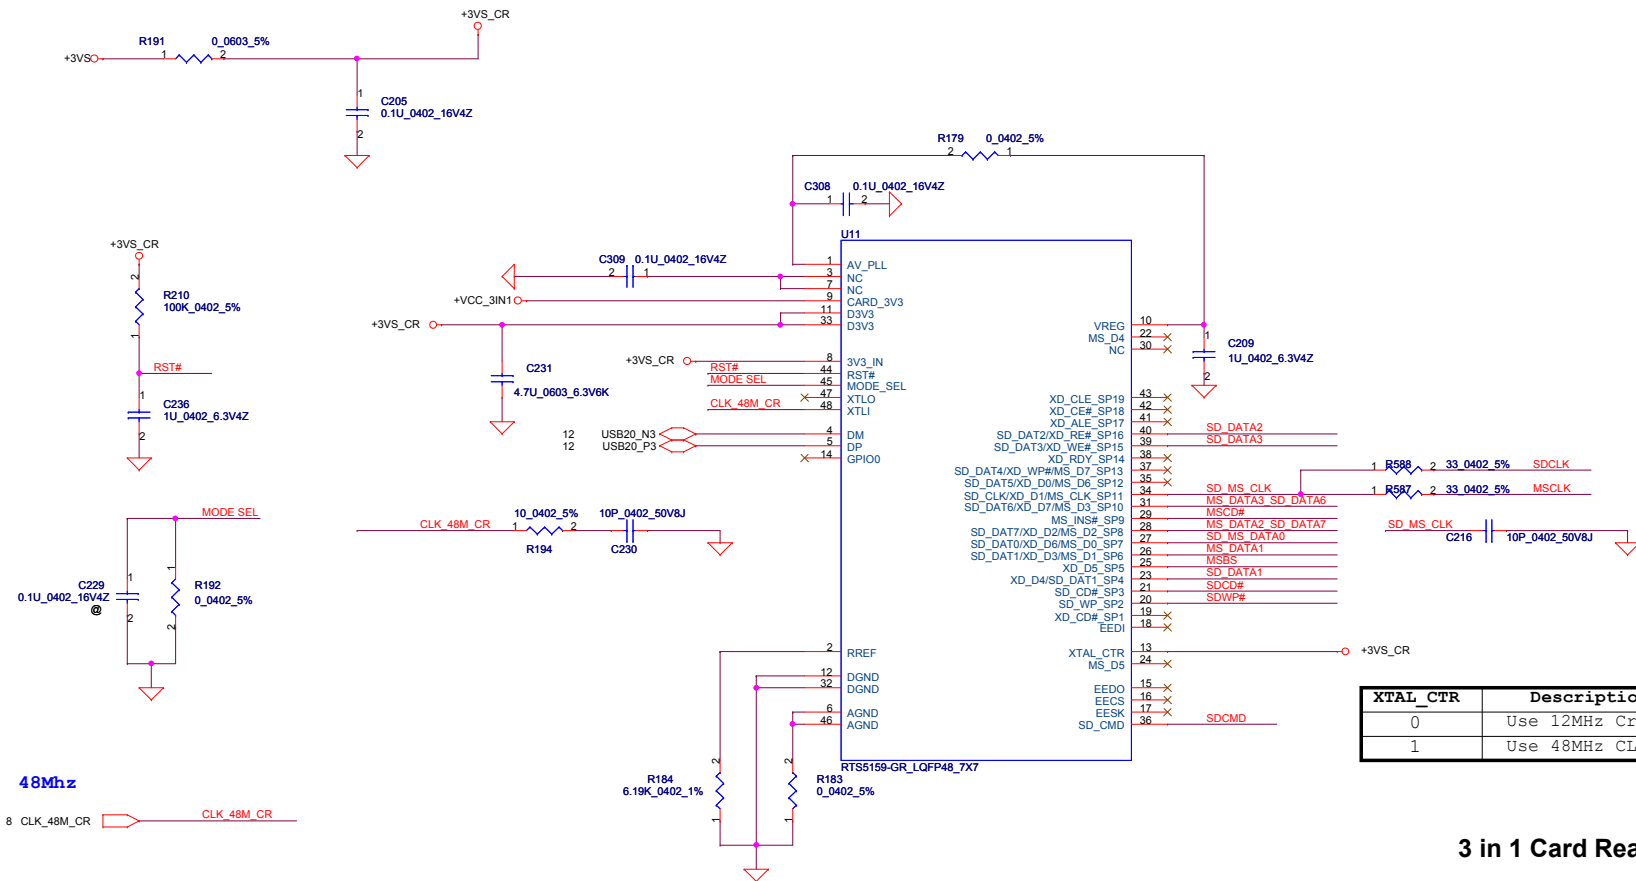 +3VS_CR
R191 0_0603_5%
+3VS 1 2
1
C205
0.1U_0402_16V4Z
2
R179 0_0402_5%
2 1
C308 0.1U_0402_16V4Z
1 2
U11
+3VS_CR
2
R210
100K_0402_5%
1
RST#
1
C236
1U_0402_6.3V4Z
2
C309 0.1U_0402_16V4Z
2 1
+VCC_3IN1
+3VS_CR
C231
4.7U_0603_6.3V6K
+3VS_CR
RST#
MODE SEL
CLK_48M_CR
12 USB20_N3
12 USB20_P3
1 AV_PLL
3 NC
7 NC
9 CARD_3V3
11 D3V3
33 D3V3
8 3V3_IN
44 RST#
45 MODE_SEL
47 XTLO
48 XTLI
4 DM
5 DP
14 GPIO0
2 RREF
12 DGND
32 DGND
6 AGND
46 AGND
VREG 10
MS_D4 22
NC 30
XD_CLE_SP19 43
XD_CE#_SP18 42
XD_ALE_SP17 41
SD_DAT2/XD_RE#_SP16 40 SD_DATA2
SD_DAT3/XD_WE#_SP15 39 SD_DATA3
XD_RDY_SP14 38
SD_DAT4/XD_WP#/MS_D7_SP13 37
SD_DAT5/XD_D0/MS_D6_SP12 35
SD_CLK/XD_D1/MS_CLK_SP11 34 SD_MS_CLK
SD_DAT6/XD_D7/MS_D3_SP10 31 MS_DATA3_SD_DATA6
MS_INS#_SP9 29 MSCD#
SD_DAT7/XD_D2/MS_D2_SP8 28 MS_DATA2_SD_DATA7
SD_DAT0/XD_D6/MS_D0_SP7 27 SD_MS_DATA0
SD_DAT1/XD_D3/MS_D1_SP6 26 MS_DATA1
XD_D5_SP5 25 MSBS
XD_D4/SD_DAT1_SP4 23 SD_DATA1
SD_CD#_SP3 21 SDCD#
SD_WP_SP2 20 SDWP#
XD_CD#_SP1 19
EEDI 18
XTAL_CTR 13 +3VS_CR
MS_D5 24
EEDO 15
EECS 16
EESK 17
SD_CMD 36 SDCMD
RTS5159-GR_LQFP48_7X7
1
C209
1U_0402_6.3V4Z
2
1 R588 2 33_0402_5% SDCLK
1 R587 2 33_0402_5% MSCLK
SD_MS_CLK
C216 10P_0402_50V8J
MODE SEL
1
C229
0.1U_0402_16V4Z
@
2
1
R192
0_0402_5%
2
10_0402_5% 10P_0402_50V8J
CLK_48M_CR 1 2
R194 C230
2
R184
6.19K_0402_1%
1
2
R183
0_0402_5%
1
XTAL_CTR Descriptio
0 Use 12MHz Cr
1 Use 48MHz CL
48Mhz
8 CLK_48M_CR CLK_48M_CR
3 in 1 Card Rea